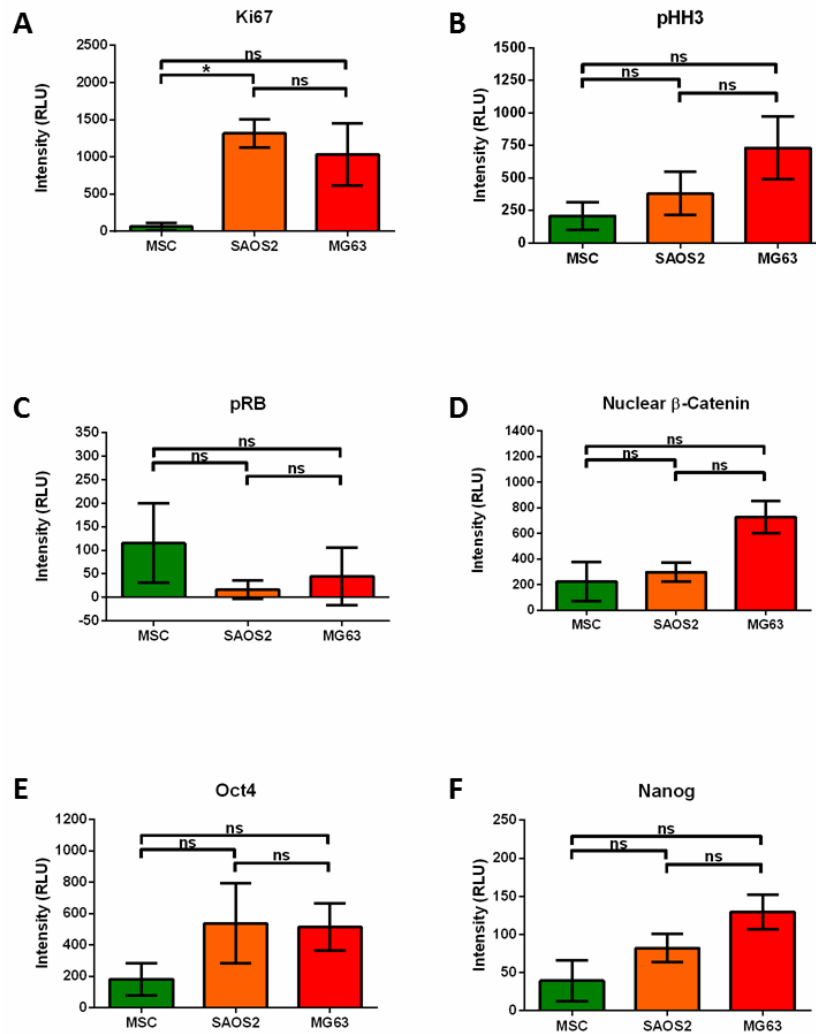 A
Ki67
Intensity (RLU)
2500
2000
1500
1000
500
0
ns
*
ns
MSC
SAOS2
MG63
B
pHH3
Intensity (RLU)
1500
1250
1000
750
500
250
0
ns
ns
ns
MSC
SAOS2
MG63
C
pRB
Intensity (RLU)
350
300
250
200
150
100
50
0
-50
ns
ns
ns
MSC
SAOS2
MG63
D
Nuclear β-Catenin
Intensity (RLU)
1400
1200
1000
800
600
400
200
0
ns
ns
ns
MSC
SAOS2
MG63
E
Oct4
Intensity (RLU)
1200
1000
800
600
400
200
0
ns
ns
ns
MSC
SAOS2
MG63
F
Nanog
Intensity (RLU)
250
200
150
100
50
0
ns
ns
ns
MSC
SAOS2
MG63